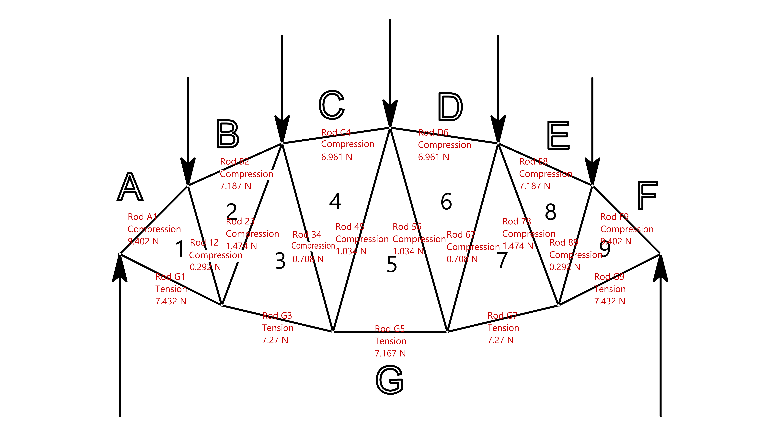 C
D
B
E
Rod C4
Compression
6.961 N
Rod D6
Compression
6.961 N
Rod B2
Compression
7.187 N
Rod E8
Compression
7.187 N
A
F
4
6
2
8
Rod A1
Compression
9.402 N
Rod F9
Compression
9.402 N
Rod 23
Compression
1.474 N
Rod 78
Compression
1.474 N
Rod 45
Compression
1.034 N
Rod 56
Compression
1.034 N
Rod 34
Compression
0.708 N
Rod 67
Compression
0.708 N
1
Rod 12
Compression
0.292 N
Rod 89
Compression
0.292 N
9
3
5
7
Rod G1
Tension
7.432 N
Rod G9
Tension
7.432 N
Rod G3
Tension
7.27 N
Rod G7
Tension
7.27 N
Rod G5
Tension
7.167 N
G